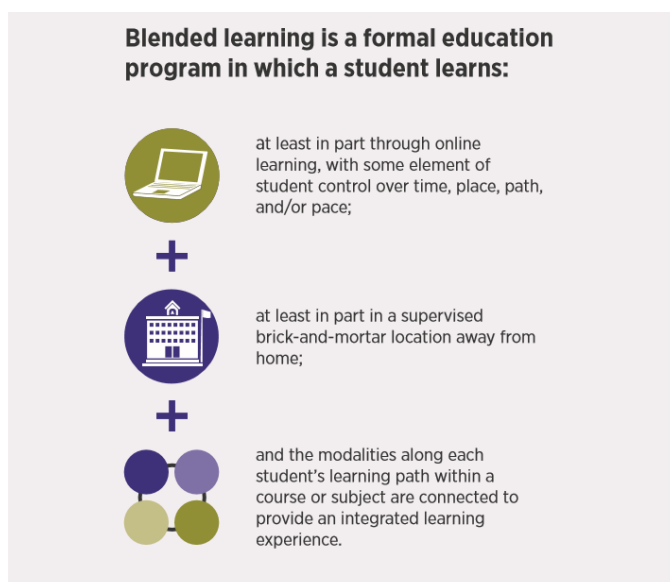 Blended learning is a formal education
program in which a student learns:
at least in part through online
learning, with some element of
student control over time, place, path,
and/or pace;
+
at least in part in a supervised
brick-and-mortar location away from
home;
+
and the modalities along each
student's learning path within a
course or subject are connected to
provide an integrated learning
experience.